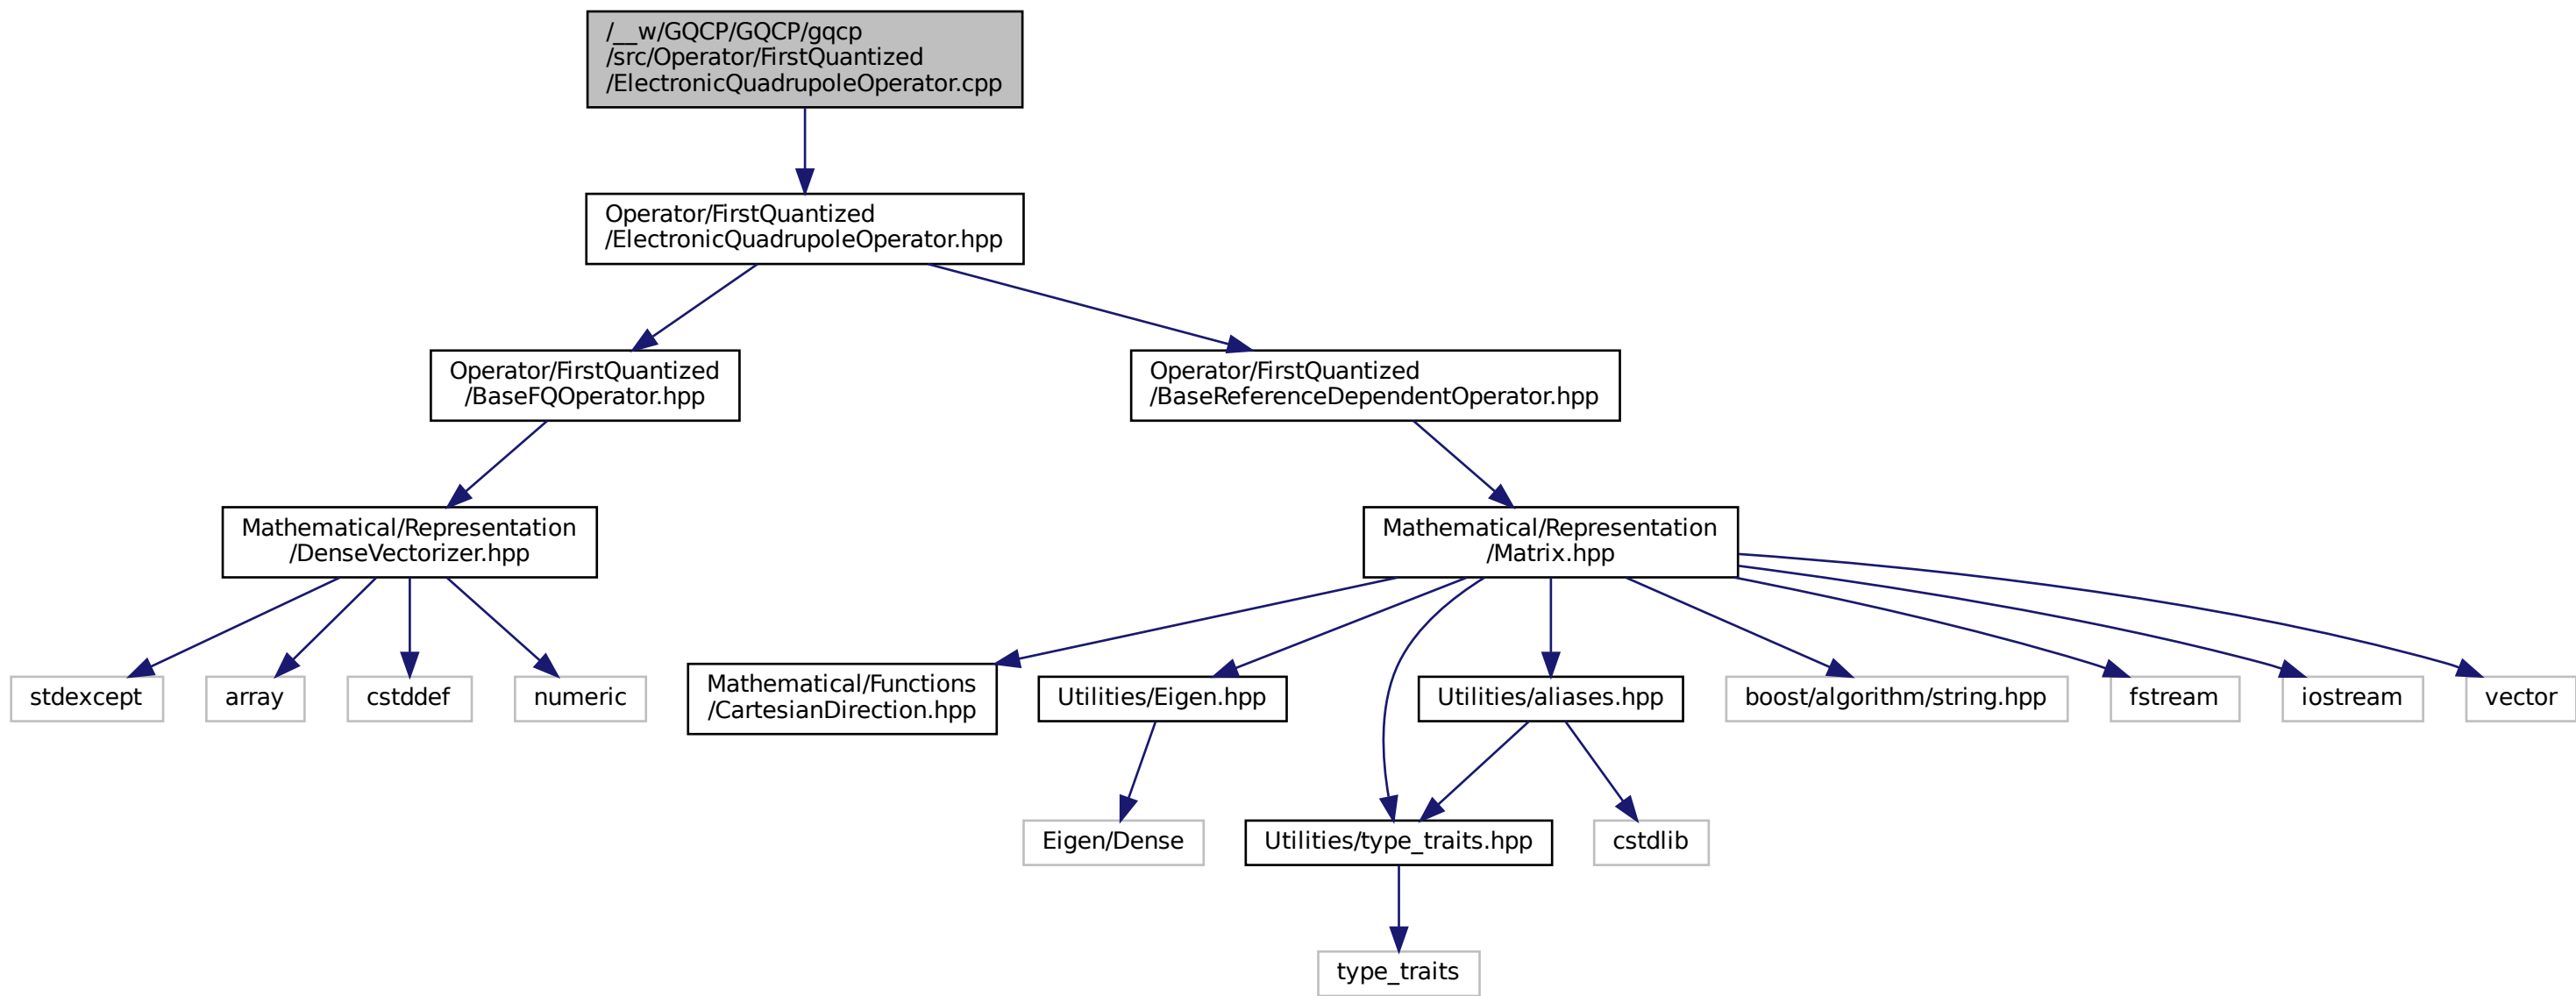 /__w/GQCP/GQCP/gqcp
/src/Operator/FirstQuantized
/ElectronicQuadrupoleOperator.cpp
Operator/FirstQuantized
/ElectronicQuadrupoleOperator.hpp
Operator/FirstQuantized
/BaseFQOperator.hpp
Operator/FirstQuantized
/BaseReferenceDependentOperator.hpp
Mathematical/Representation
/DenseVectorizer.hpp
Mathematical/Representation
/Matrix.hpp
stdexcept
array
cstddef
numeric
Mathematical/Functions
/CartesianDirection.hpp
Utilities/Eigen.hpp
Utilities/aliases.hpp
boost/algorithm/string.hpp
fstream
iostream
vector
Eigen/Dense
Utilities/type_traits.hpp
cstdlib
type_traits